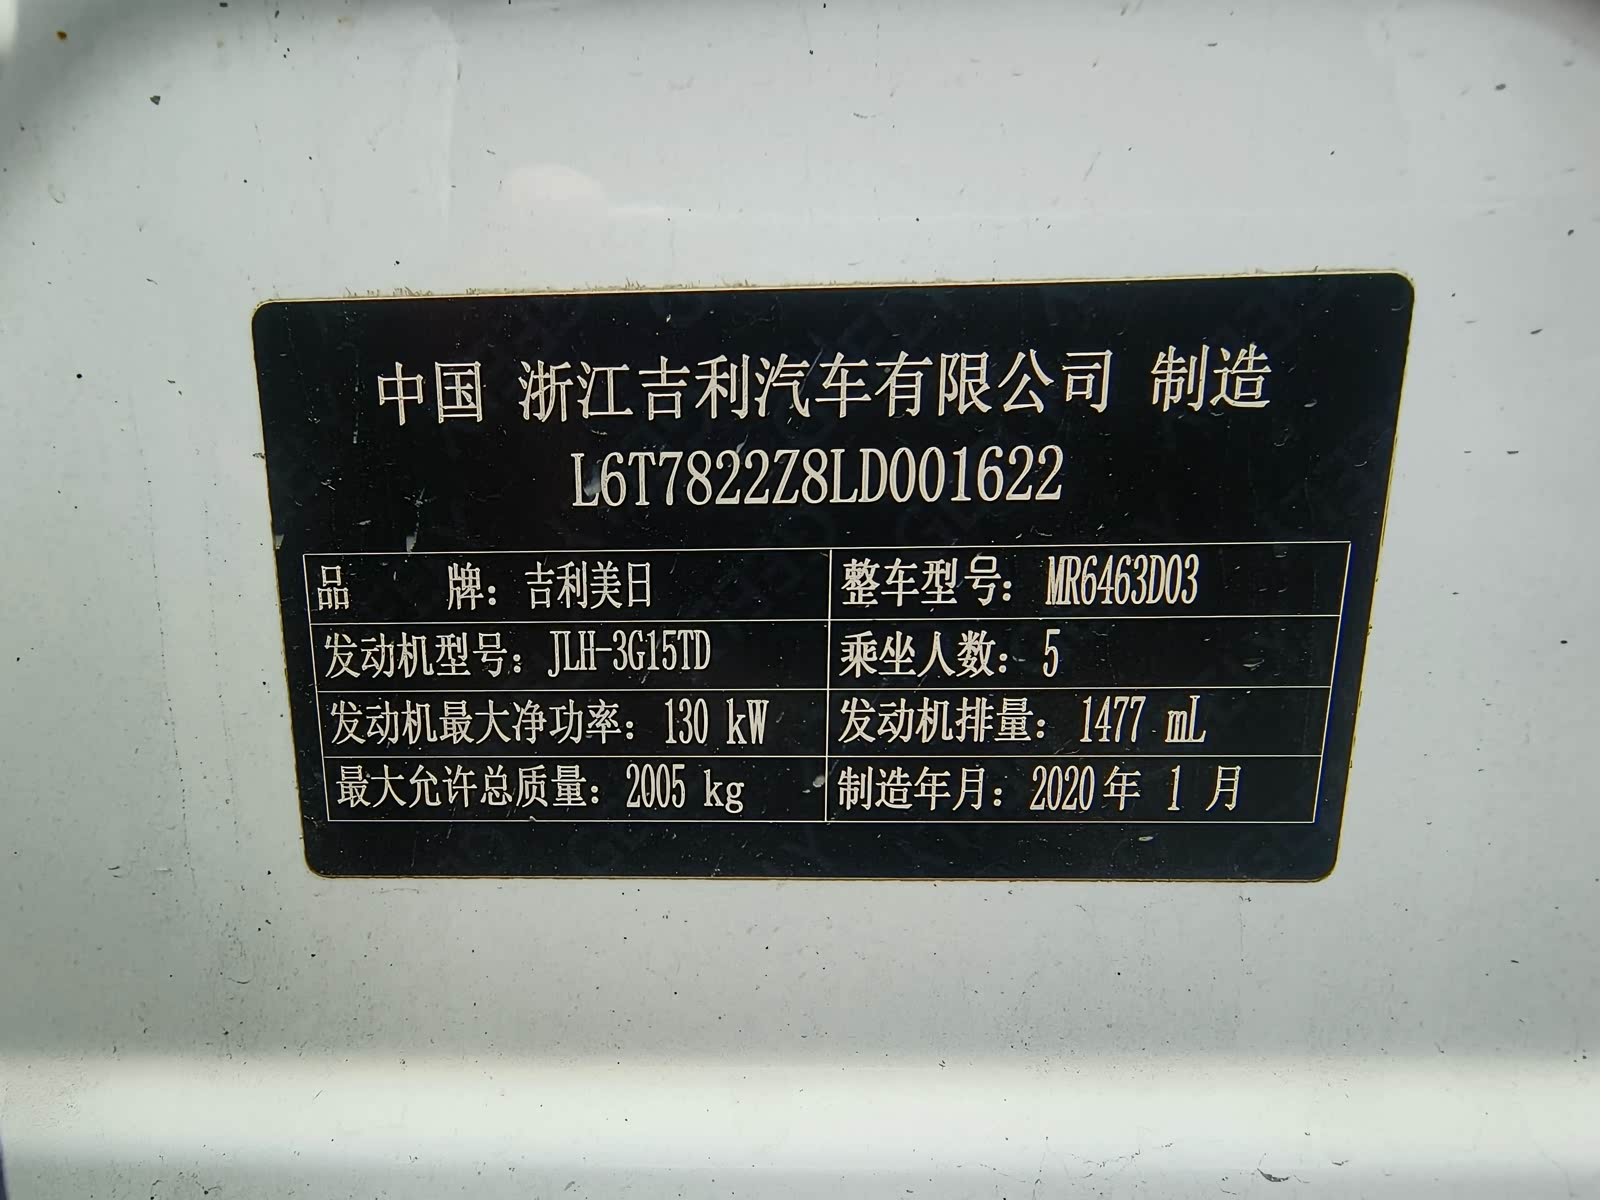 中国 浙江吉利汽车有限公司 制造
L6T7822Z8LD001622
品 牌：吉利美日 整车型号：MR6463D03
发动机型号：JLH-3G15TD 乘坐人数：5
发动机最大净功率：130 kW 发动机排量：1477 mL
最大允许总质量：2005 kg 制造年月：2020年 1 月